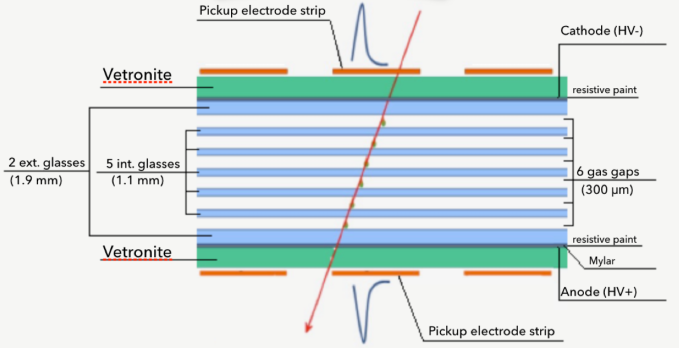 Pickup electrode strip
Cathode (HV-)
Vetronite
resistive paint
2 ext. glasses
(1.9 mm)
5 int. glasses
(1.1 mm)
6 gas gaps
(300 µm)
resistive paint
Vetronite
Mylar
Anode (HV+)
Pickup electrode strip